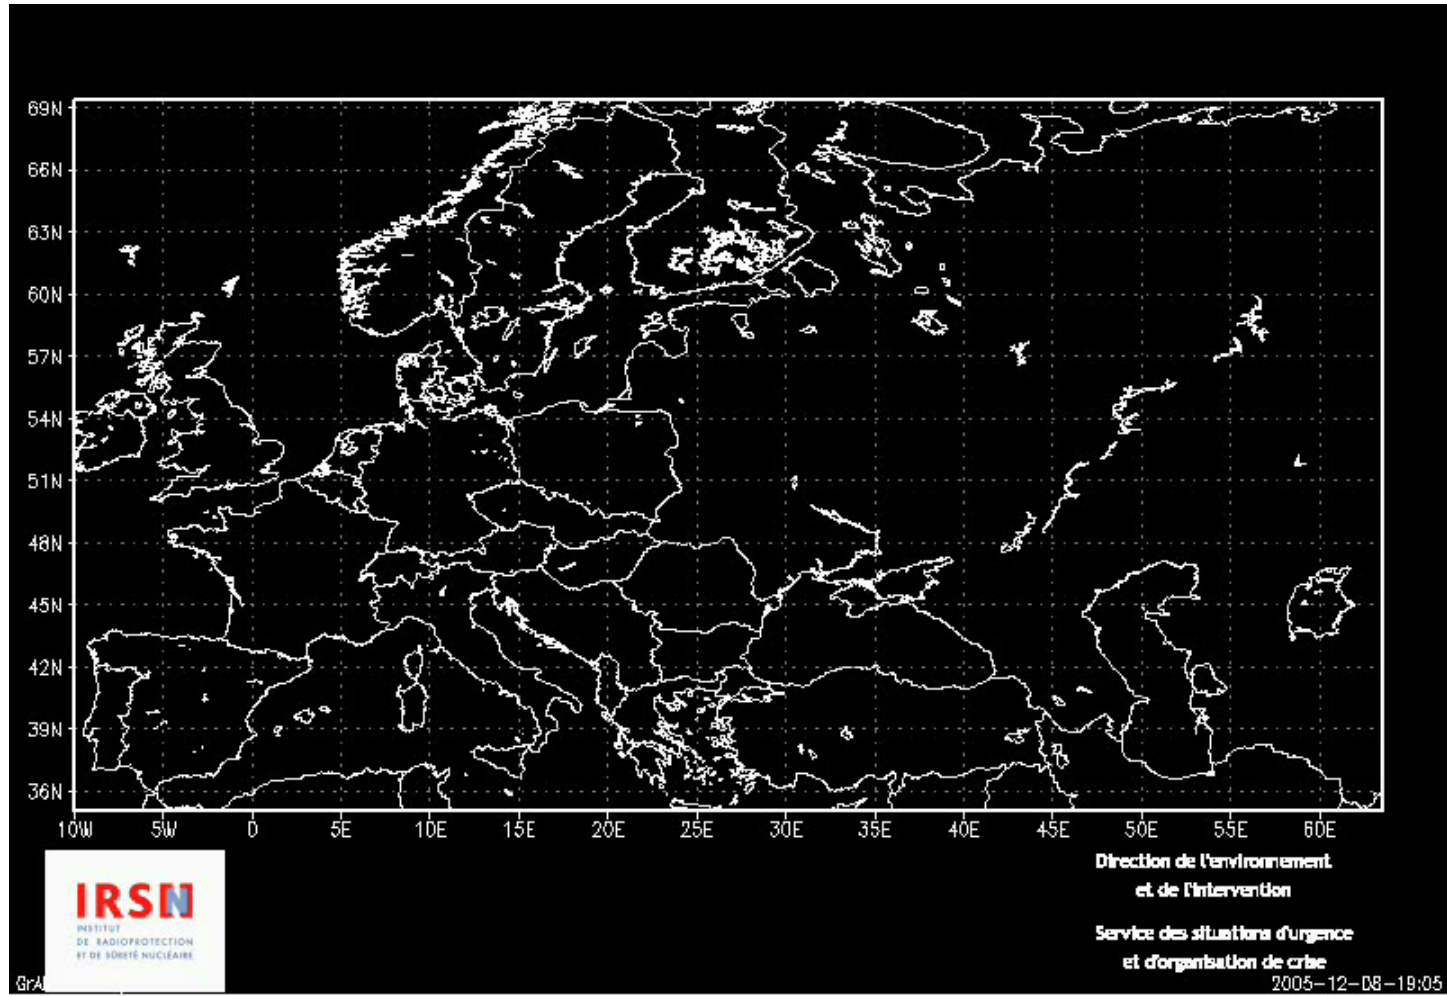 69N
66N
63N
60N
57N
54N
51N
48N
45N
42N
39N
36N
10W 5W 0 5E 10E 15E 20E 25E 30E 35E 40E 45E 50E 55E 60E
Direction de l'environnement
et de l'intervention
IRSN
INSTITUT
DE RADIOPROTECTION
ET DE SÛRETÉ NUCLÉAIRE
Service des situations d'urgence
et d'organisation de crise
2005-12-08-19:05